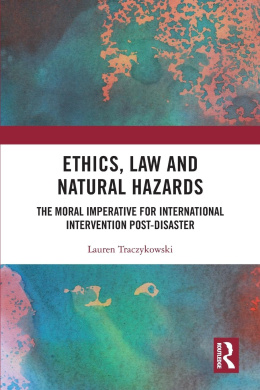 ETHICS, LAW AND
NATURAL HAZARDS
THE MORAL IMPERATIVE FOR INTERNATIONAL
INTERVENTION POST-DISASTER
Lauren Traczykowski
ROUTLEDGE